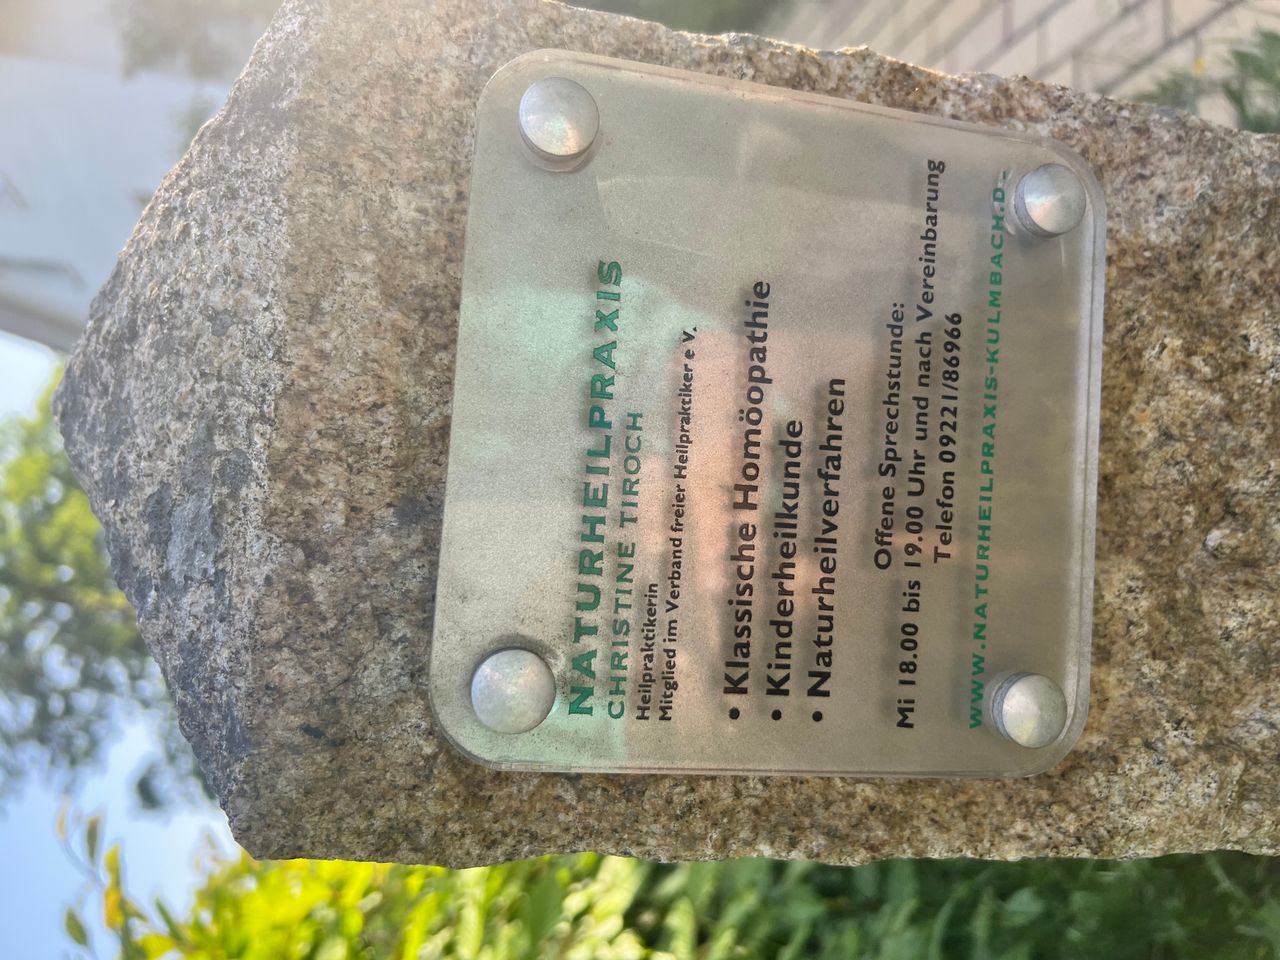 NATURHEILPRAXIS
CHRISTINE TIROCH
Heilpraktikerin
Mitglied im Verband freier Heilpraktiker e V.
• Klassische Homöopathie
• Kinderheilkunde
• Naturheilverfahren
Offene Sprechstunde:
Mi 18.00 bis 19.00 Uhr und nach Vereinbarung
Telefon 09221/86966
WWW.NATURHEILPRAXIS-KULMBACH.D